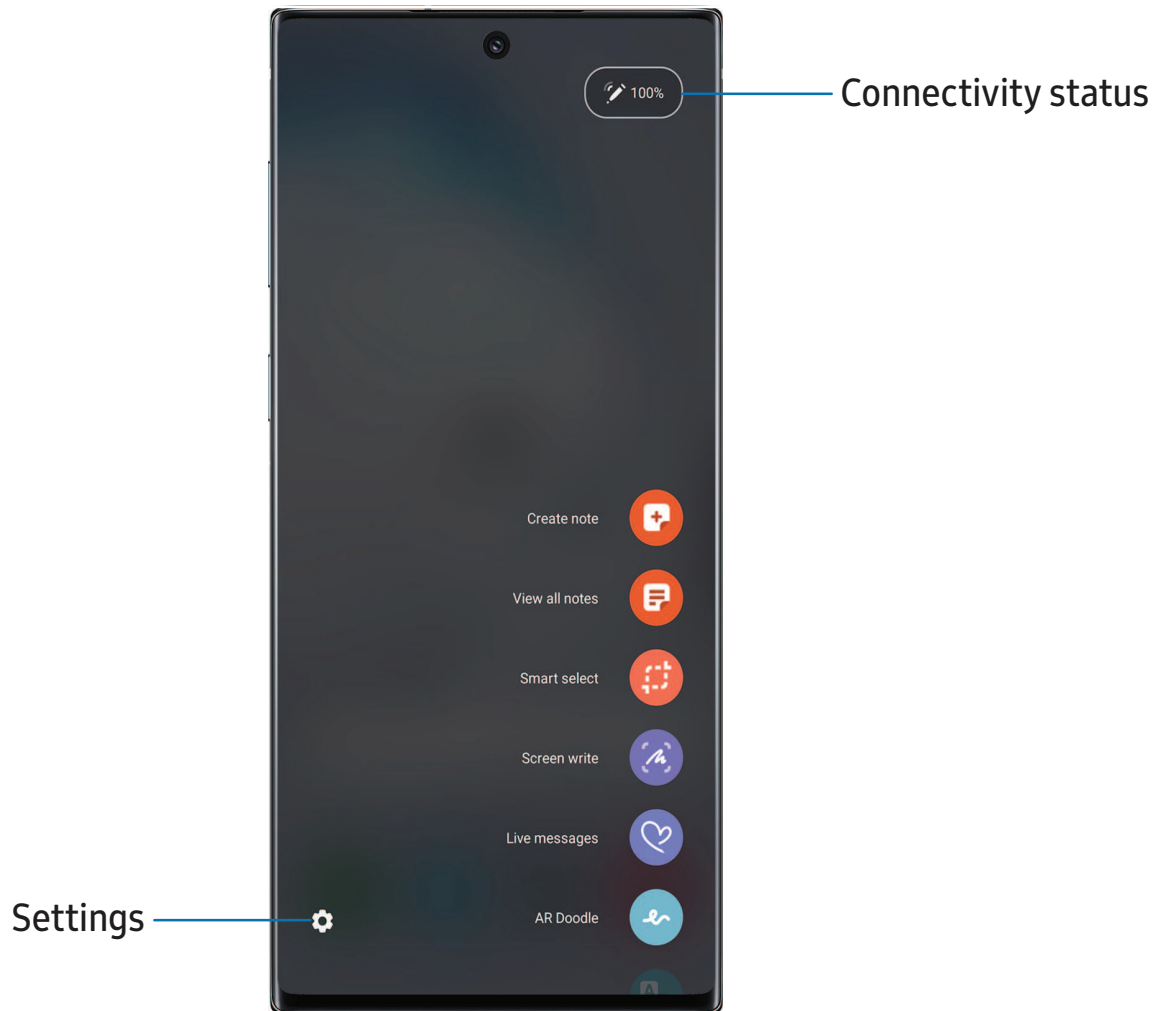 100%
Connectivity status
Create note
View all notes
Smart select
Screen write
Live messages
Settings
AR Doodle
A